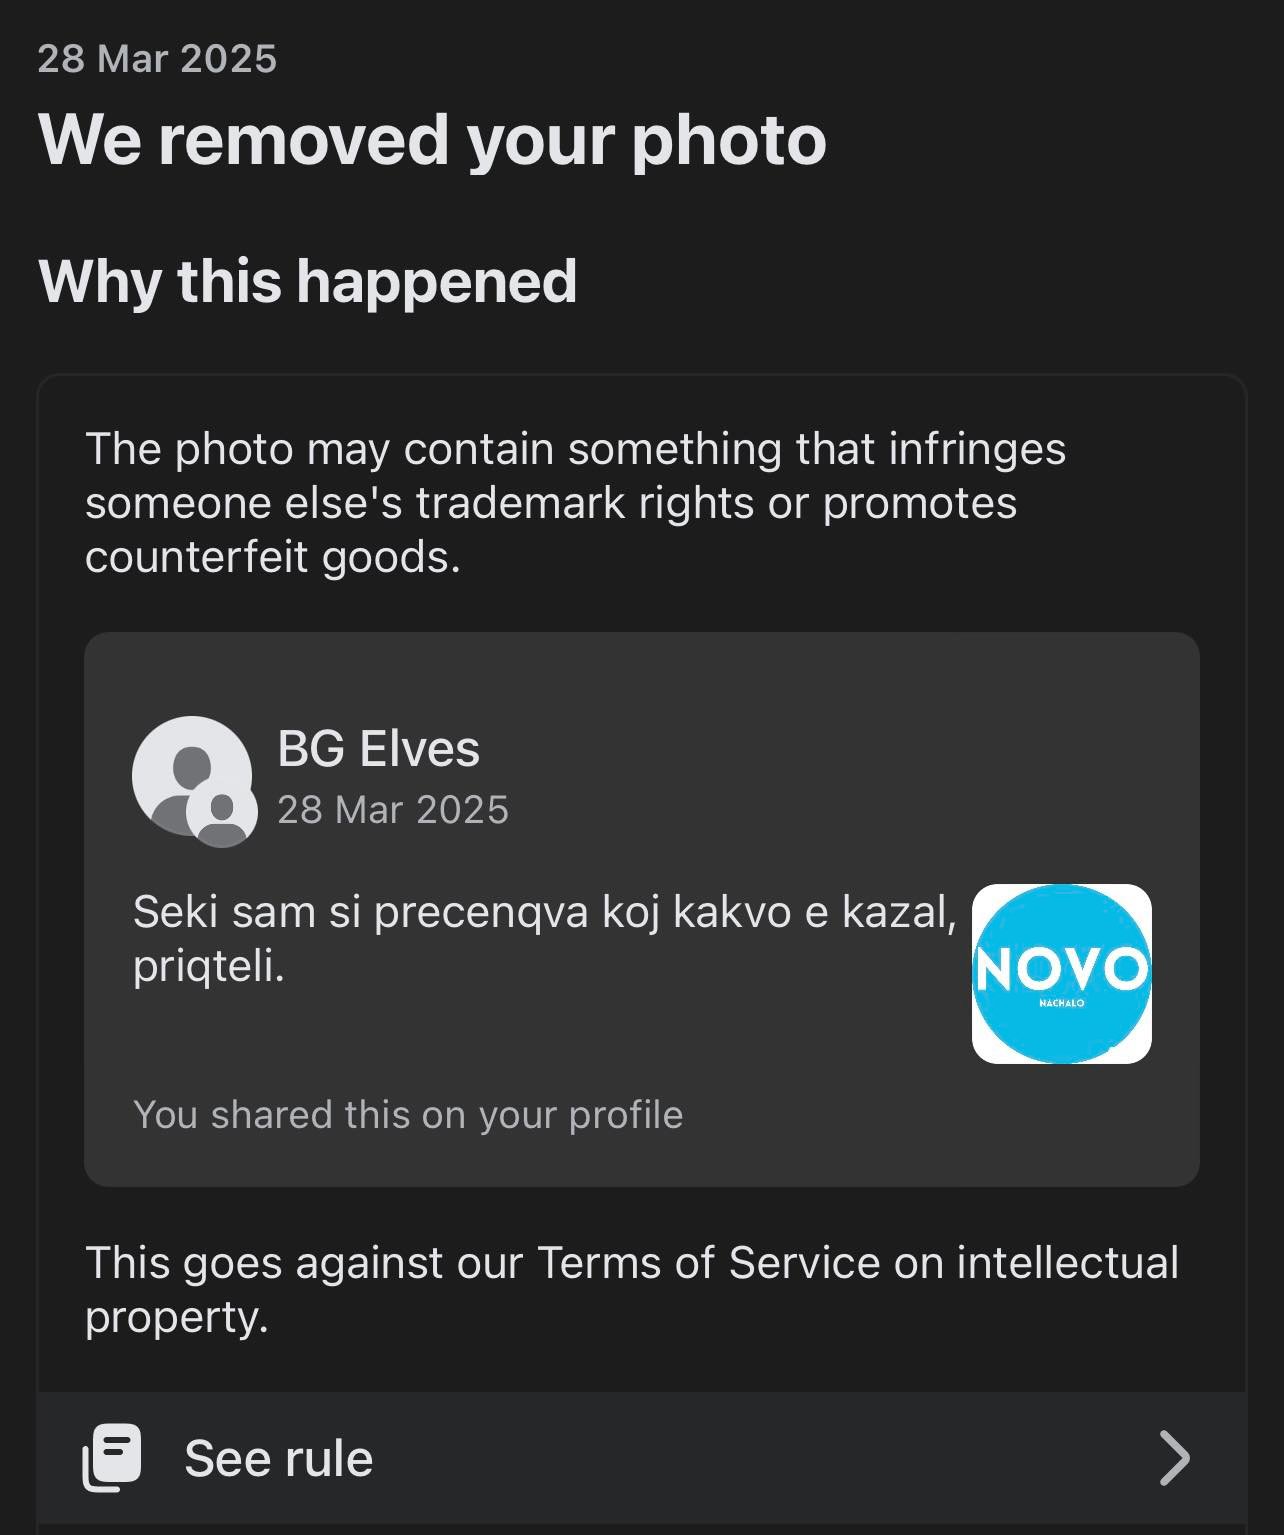 28 Mar 2025
We removed your photo
Why this happened
The photo may contain something that infringes
someone else's trademark rights or promotes
counterfeit goods.
BG Elves
28 Mar 2025
Seki sam si precenqva koj kakvo e kazal,
priqteli.
NOVO
NACHALO
You shared this on your profile
This goes against our Terms of Service on intellectual
property.
See rule